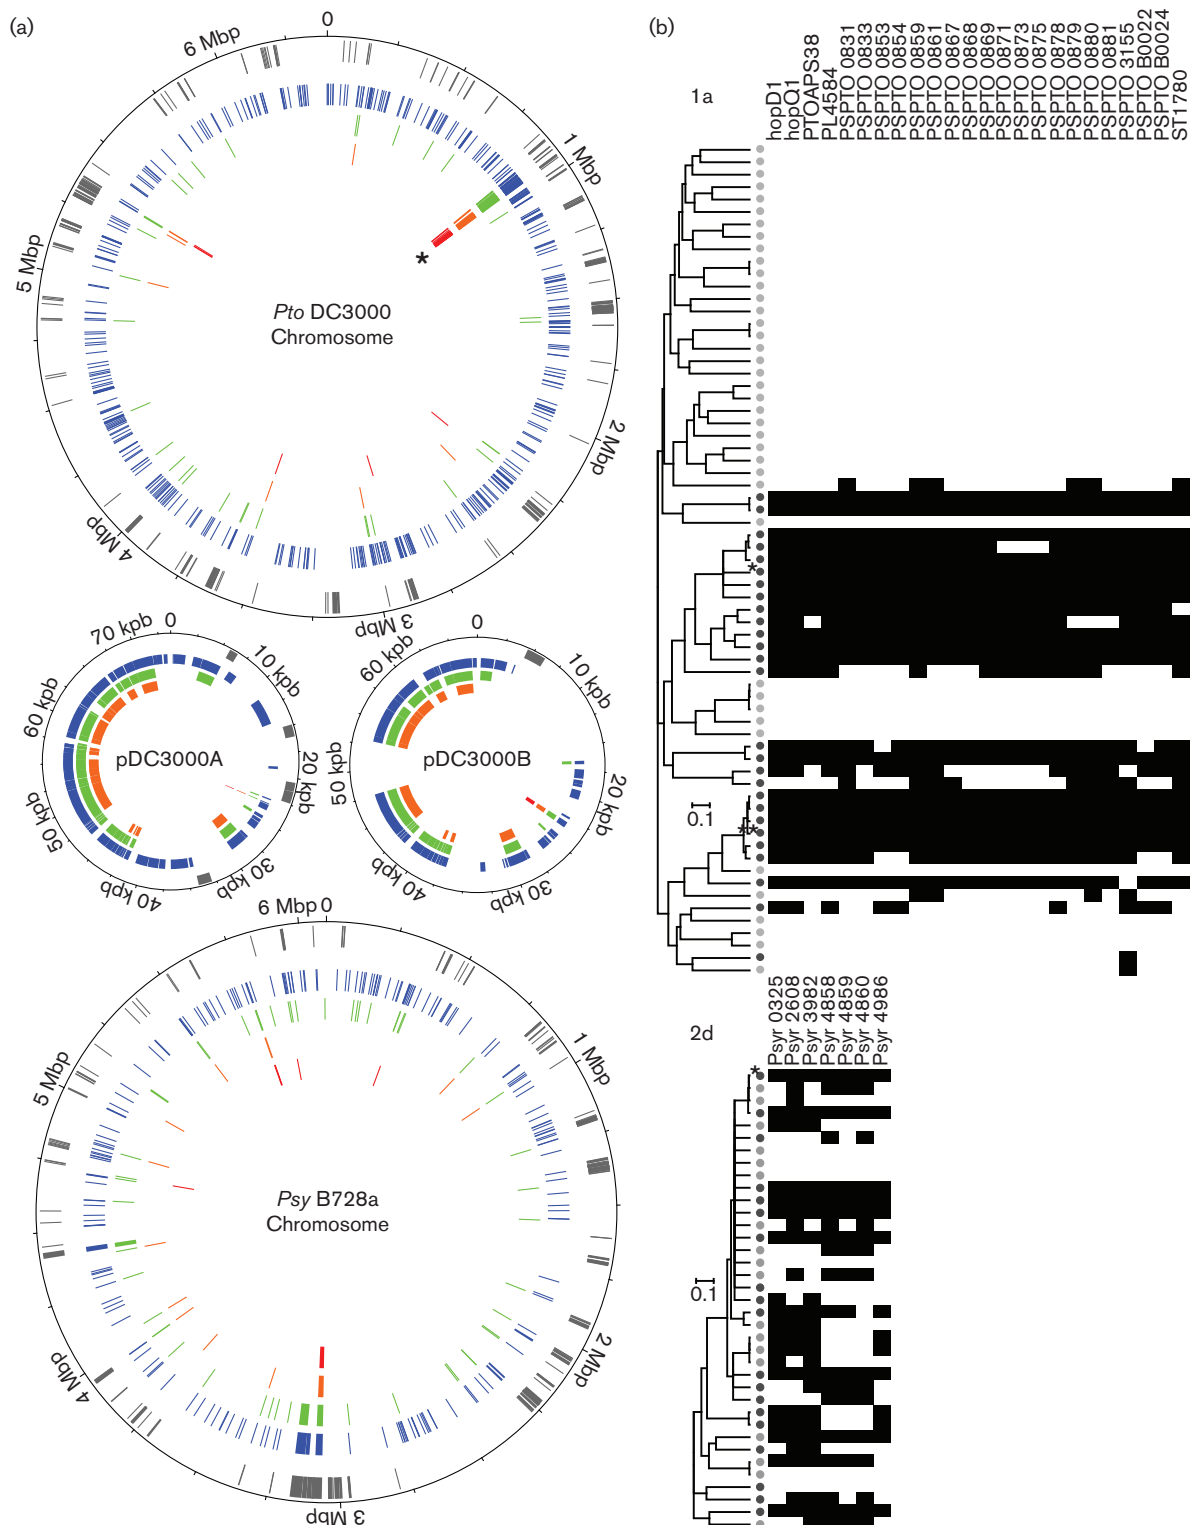 (a)
0
1 Mbp
2 Mbp
3 Mbp
4 Mbp
5 Mbp
6 Mbp
*
Pto DC3000
Chromosome
0
10 kpb
20 kpb
30 kpb
40 kpb
50 kpb
60 kpb
70 kpb
pDC3000A
0
10 kpb
20 kpb
30 kpb
40 kpb
50 kpb
60 kpb
pDC3000B
0
1 Mbp
2 Mbp
3 Mbp
4 Mbp
5 Mbp
6 Mbp
Psy B728a
Chromosome
(b)
1a
hopD1
hopQ1
PTOAPS38
PL4584
PSPTO 0831
PSPTO 0833
PSPTO 0853
PSPTO 0854
PSPTO 0859
PSPTO 0861
PSPTO 0867
PSPTO 0868
PSPTO 0869
PSPTO 0871
PSPTO 0873
PSPTO 0875
PSPTO 0878
PSPTO 0879
PSPTO 0880
PSPTO 0881
PSPTO 3155
PSPTO B0022
PSPTO B0024
ST1780
*
0.1
**
2d
Psyr 0325
Psyr 2608
Psyr 3982
Psyr 4858
Psyr 4859
Psyr 4860
Psyr 4986
*
0.1